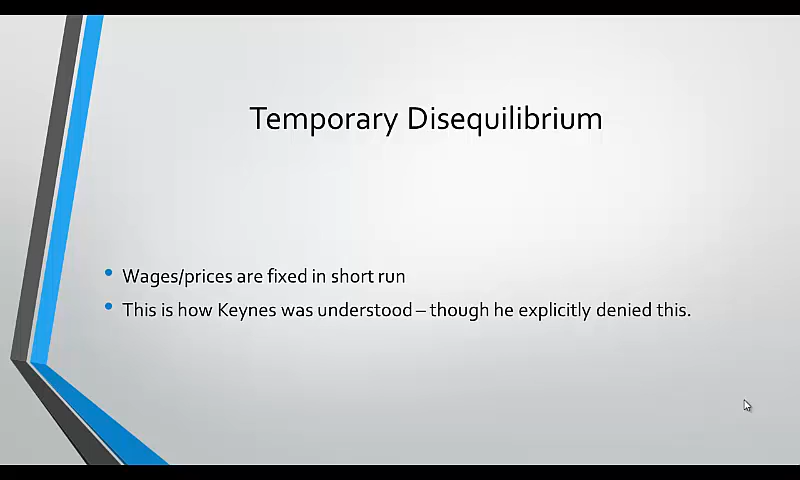 Temporary Disequilibrium
• Wages/prices are fixed in short run
• This is how Keynes was understood – though he explicitly denied this.